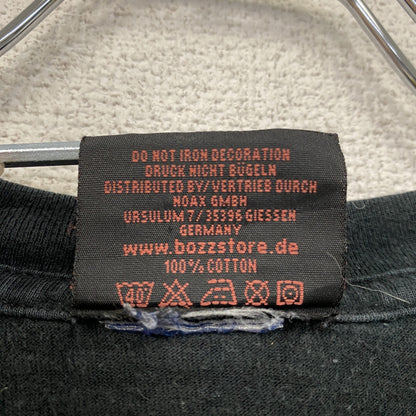 DO NOT IRON DECORATION
DRUCK NICHT BÜGELN
DISTRIBUTED BY/VERTRIEB DURCH
NOAX GMBH
URSULUM 7/35396 GIESSEN
GERMANY
www.bozzstore.de
100% COTTON
40